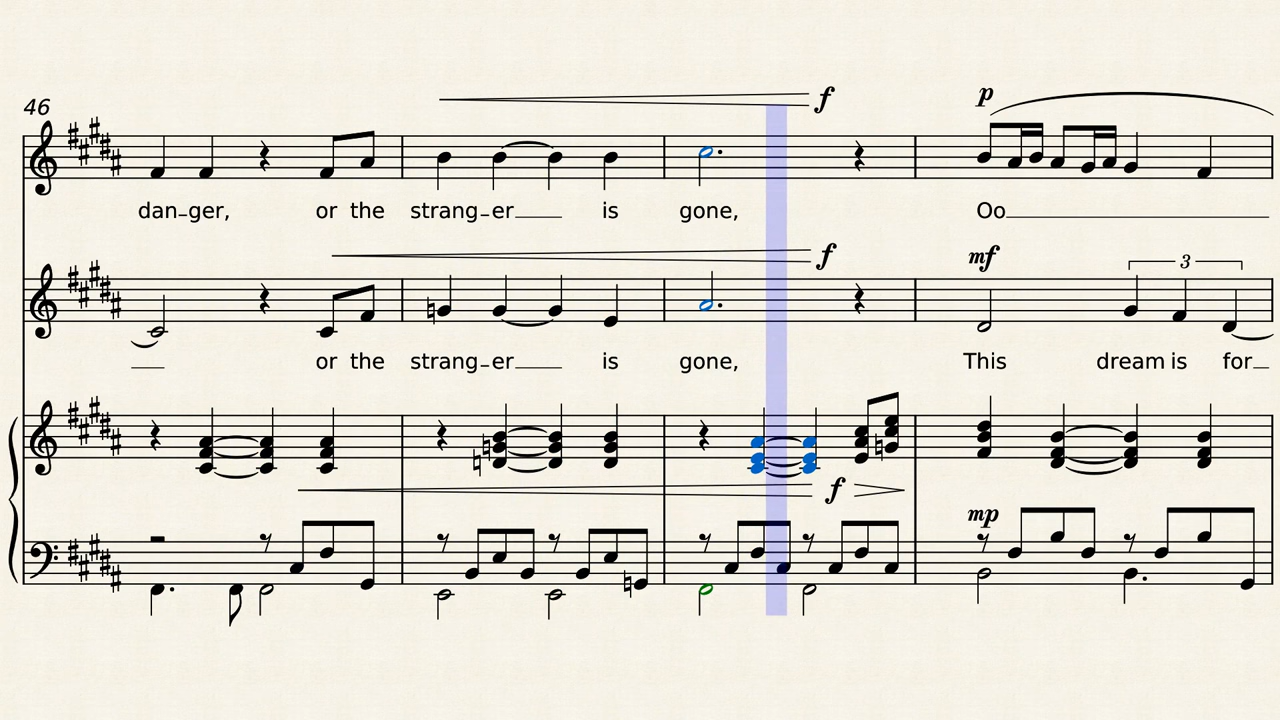 46
f
p
dan-ger, or the strang-er is gone, Oo
f
mf
3
or the strang-er is gone, This dream is for
f
mp